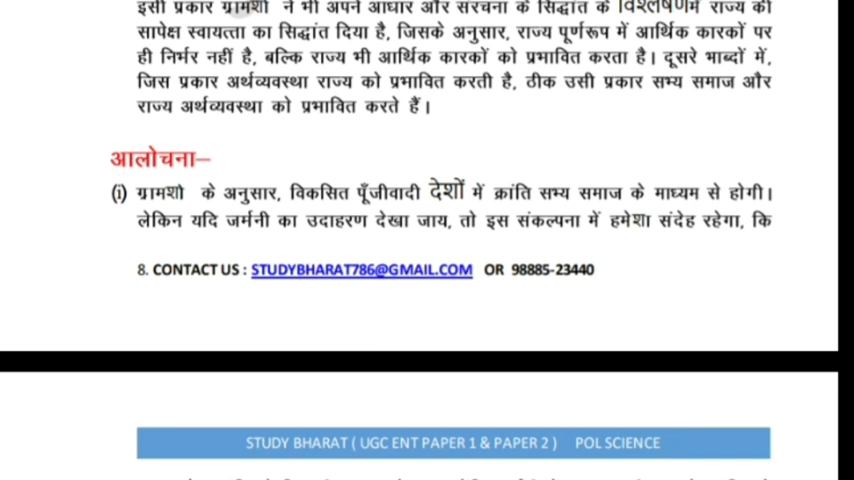 इसी प्रकार ग्रामशी ने भी अपने आधार और संरचना के सिद्धांत के विश्लेषणमें राज्य की
सापेक्ष स्वायत्ता का सिद्धांत दिया है, जिसके अनुसार, राज्य पूर्णरूप में आर्थिक कारकों पर
ही निर्भर नहीं है, बल्कि राज्य भी आर्थिक कारकों को प्रभावित करता है। दूसरे भाब्दों में,
जिस प्रकार अर्थव्यवस्था राज्य को प्रभावित करती है, ठीक उसी प्रकार सभ्य समाज और
राज्य अर्थव्यवस्था को प्रभावित करते हैं।
आलोचना–
(i) ग्रामशो के अनुसार, विकसित पूँजीवादी देशों में क्रांति सभ्य समाज के माध्यम से होगी।
लेकिन यदि जर्मनी का उदाहरण देखा जाय, तो इस संकल्पना में हमेशा संदेह रहेगा, कि
8. CONTACT US : STUDYBHARAT786@GMAIL.COM OR 98885-23440
STUDY BHARAT ( UGC ENT PAPER 1 & PAPER 2 ) POL SCIENCE